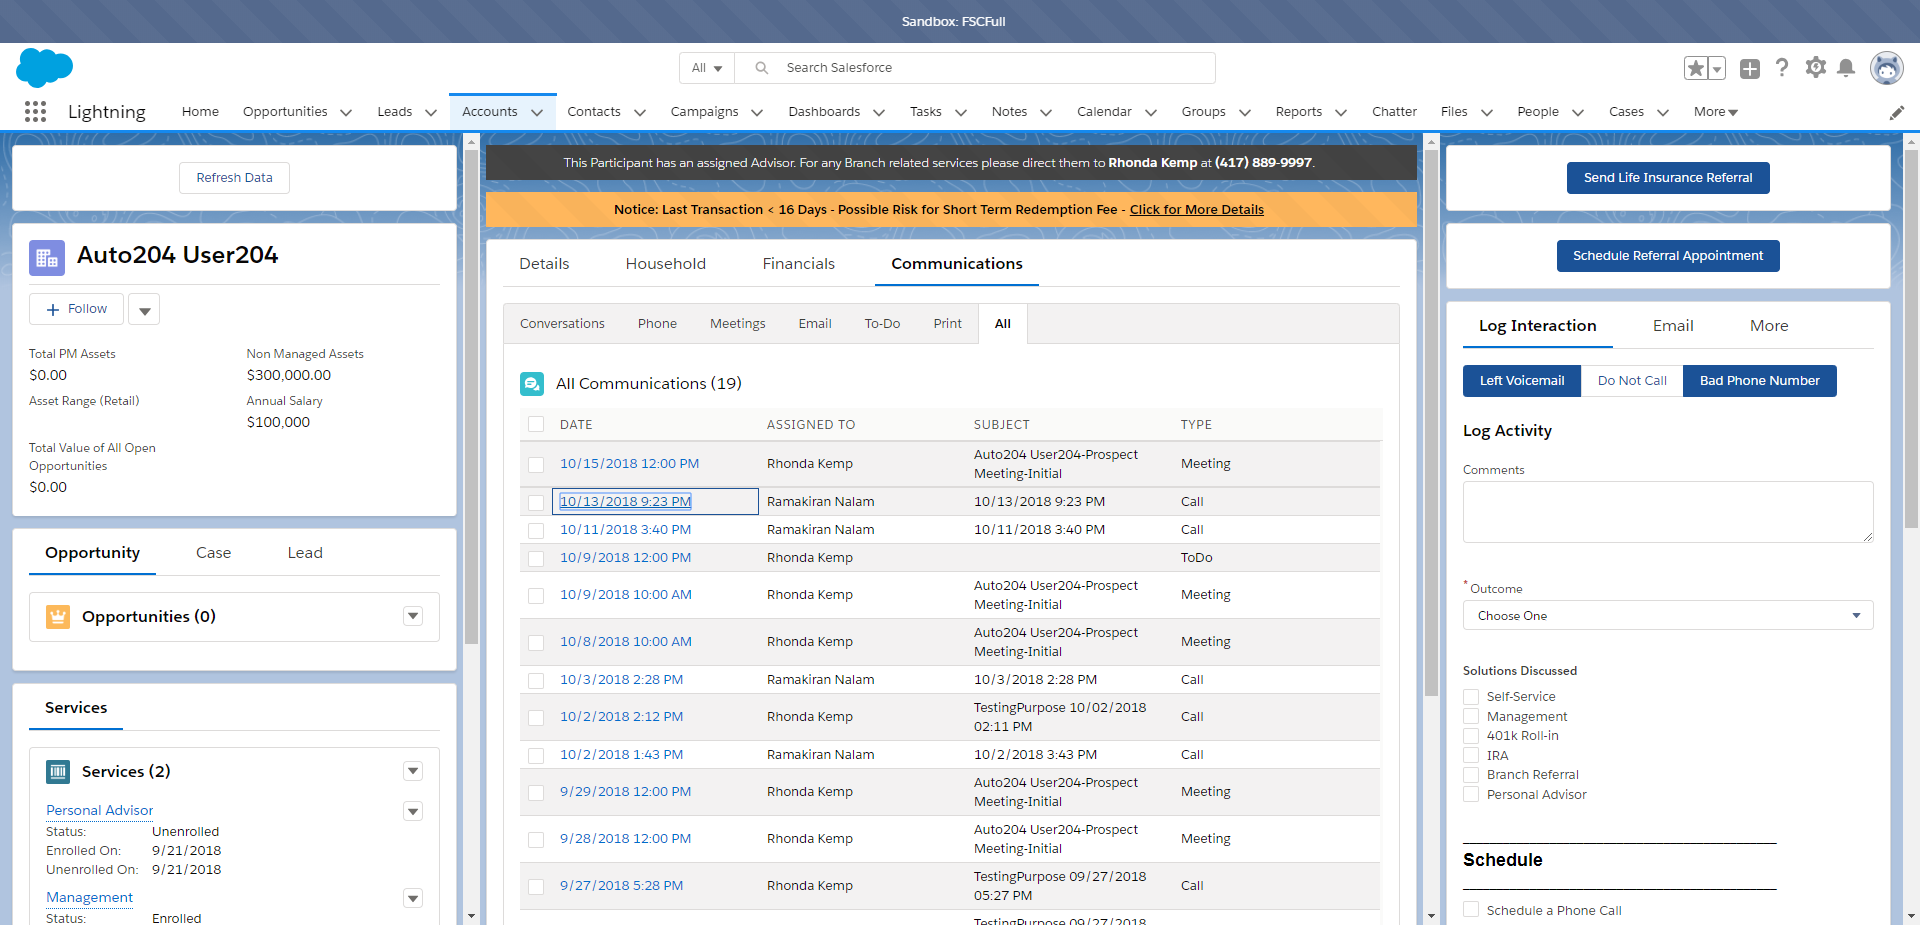 Sandbox: FSCFull
All
Search Salesforce
Lightning
Home
Opportunities
Leads
Accounts
Contacts
Campaigns
Dashboards
Tasks
Notes
Calendar
Groups
Reports
Chatter
Files
People
Cases
More
Refresh Data
Auto204 User204
Follow
Total PM Assets
Non Managed Assets
$0.00
$300,000.00
Asset Range (Retail)
Annual Salary
$100,000
Total Value of All Open
Opportunities
$0.00
Opportunity
Case
Lead
Opportunities (0)
Services
Services (2)
Personal Advisor
Status: Unenrolled
Enrolled On: 9/21/2018
Unenrolled On: 9/21/2018
Management
Status: Enrolled
This Participant has an assigned Advisor. For any Branch related services please direct them to Rhonda Kemp at (417) 889-9997.
Notice: Last Transaction < 16 Days - Possible Risk for Short Term Redemption Fee - Click for More Details
Details
Household
Financials
Communications
Conversations
Phone
Meetings
Email
To-Do
Print
All
All Communications (19)
DATE ASSIGNED TO SUBJECT TYPE
10/15/2018 12:00 PM Rhonda Kemp Auto204 User204-Prospect Meeting
Meeting-Initial
10/13/2018 9:23 PM Ramakiran Nalam 10/13/2018 9:23 PM Call
10/11/2018 3:40 PM Ramakiran Nalam 10/11/2018 3:40 PM Call
10/9/2018 12:00 PM Rhonda Kemp ToDo
10/9/2018 10:00 AM Rhonda Kemp Auto204 User204-Prospect Meeting
Meeting-Initial
10/8/2018 10:00 AM Rhonda Kemp Auto204 User204-Prospect Meeting
Meeting-Initial
10/3/2018 2:28 PM Ramakiran Nalam 10/3/2018 2:28 PM Call
10/2/2018 2:12 PM Rhonda Kemp TestingPurpose 10/02/2018 Call
02:11 PM
10/2/2018 1:43 PM Ramakiran Nalam 10/2/2018 3:43 PM Call
9/29/2018 12:00 PM Rhonda Kemp Auto204 User204-Prospect Meeting
Meeting-Initial
9/28/2018 12:00 PM Rhonda Kemp Auto204 User204-Prospect Meeting
Meeting-Initial
9/27/2018 5:28 PM Rhonda Kemp TestingPurpose 09/27/2018 Call
05:27 PM
TestingPurpose 09/27/2018
Send Life Insurance Referral
Schedule Referral Appointment
Log Interaction
Email
More
Left Voicemail
Do Not Call
Bad Phone Number
Log Activity
Comments
* Outcome
Choose One
Solutions Discussed
Self-Service
Management
401k Roll-in
IRA
Branch Referral
Personal Advisor
Schedule
Schedule a Phone Call